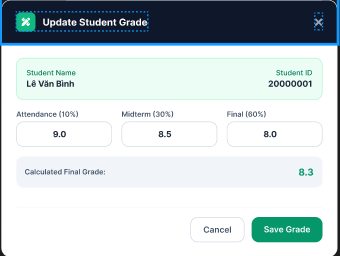 Update Student Grade
Student Name
Student ID
Lê Văn Bình
20000001
Attendance (10%)
Midterm (30%)
Final (60%)
9.0
8.5
8.0
Calculated Final Grade:
8.3
Cancel
Save Grade